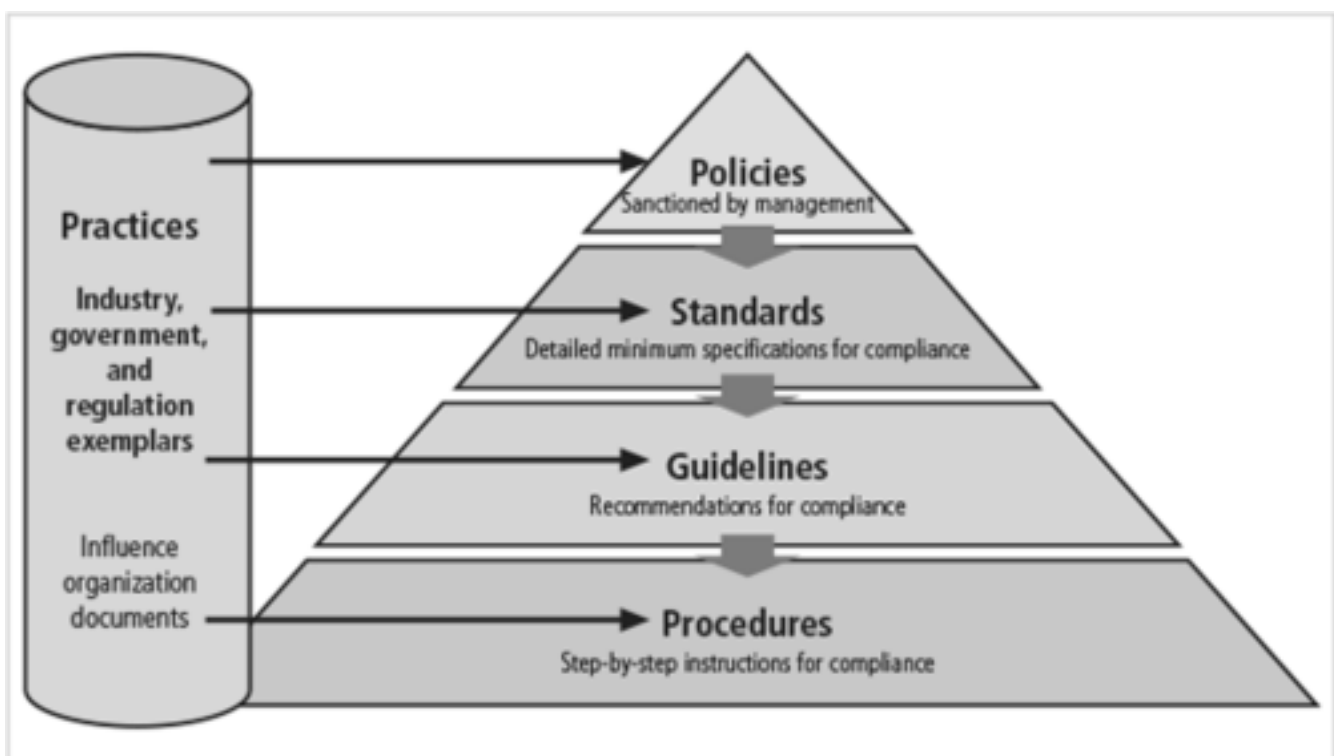 Practices
Industry,
government,
and
regulation
exemplars
Influence
organization
documents
Policies
Sanctioned by management
Standards
Detailed minimum specifications for compliance
Guidelines
Recommendations for compliance
Procedures
Step-by-step instructions for compliance